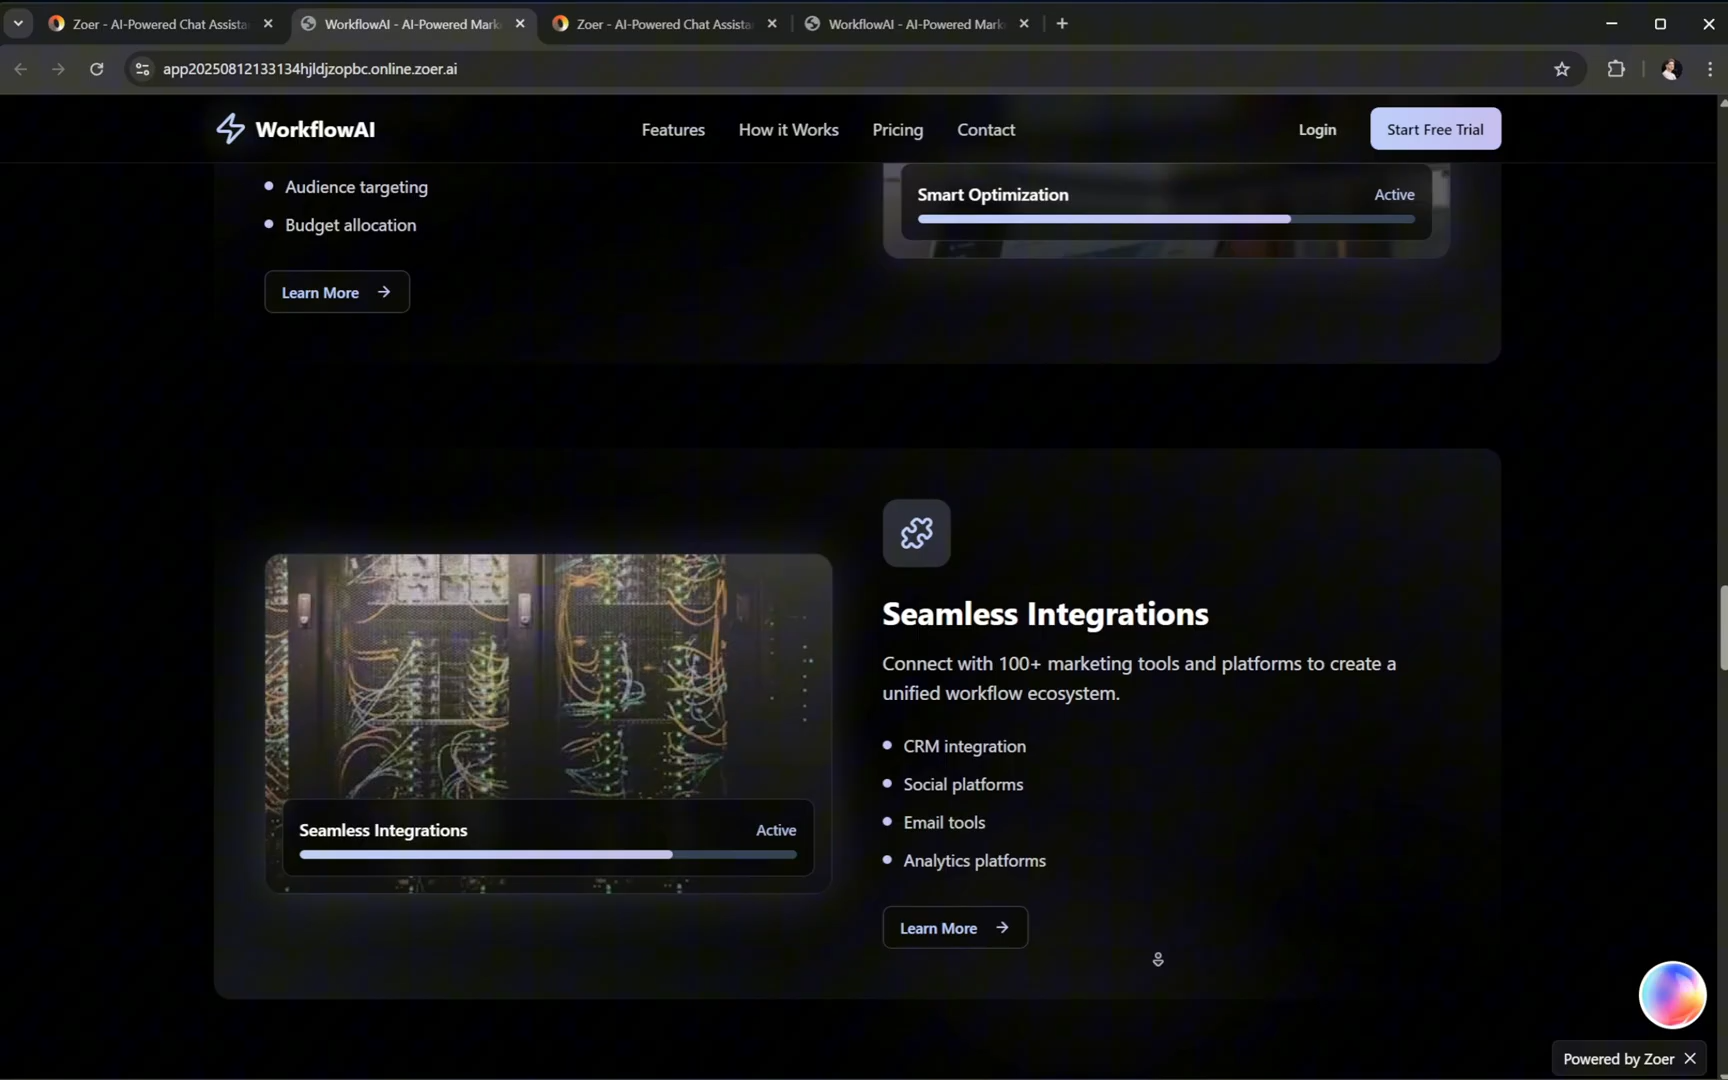 Zoer - AI-Powered Chat Assista
WorkflowAI - AI-Powered Mark
Zoer - AI-Powered Chat Assista
WorkflowAI - AI-Powered Mark
app20250812133134hjldjzopbc.online.zoer.ai
WorkflowAI
Features
How it Works
Pricing
Contact
Login
Start Free Trial
Audience targeting
Budget allocation
Learn More
Smart Optimization
Active
Seamless Integrations
Active
Seamless Integrations
Connect with 100+ marketing tools and platforms to create a
unified workflow ecosystem.
CRM integration
Social platforms
Email tools
Analytics platforms
Learn More
Powered by Zoer